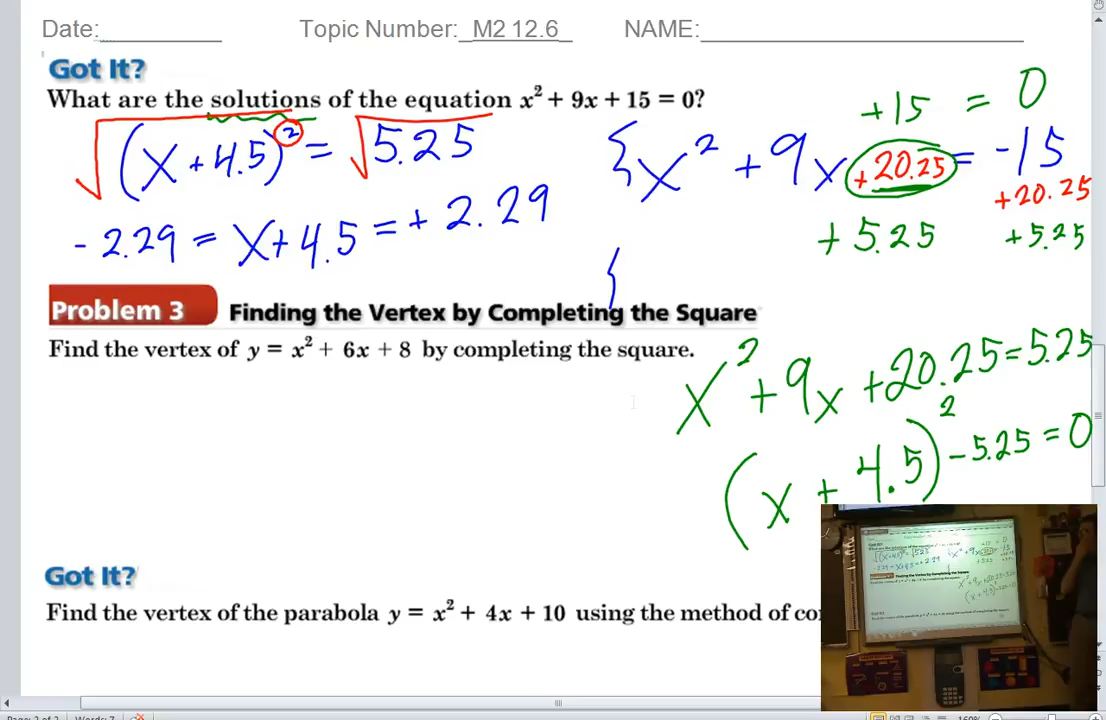 Date:_________ Topic Number:_M2 12.6_ NAME:________________________
Got It?
What are the solutions of the equation x² + 9x + 15 = 0?
+15 = 0
√(x + 4.5)² = √5.25
x² + 9x + 20.25 = -15
+20.25
-2.29 = x + 4.5 = + 2.29
+ 5.25 + 5.25
Problem 3 Finding the Vertex by Completing the Square
Find the vertex of y = x² + 6x + 8 by completing the square.
x² + 9x + 20.25 = 5.25
(x + 4.5)² - 5.25 = 0
Got It?
Find the vertex of the parabola y = x² + 4x + 10 using the method of